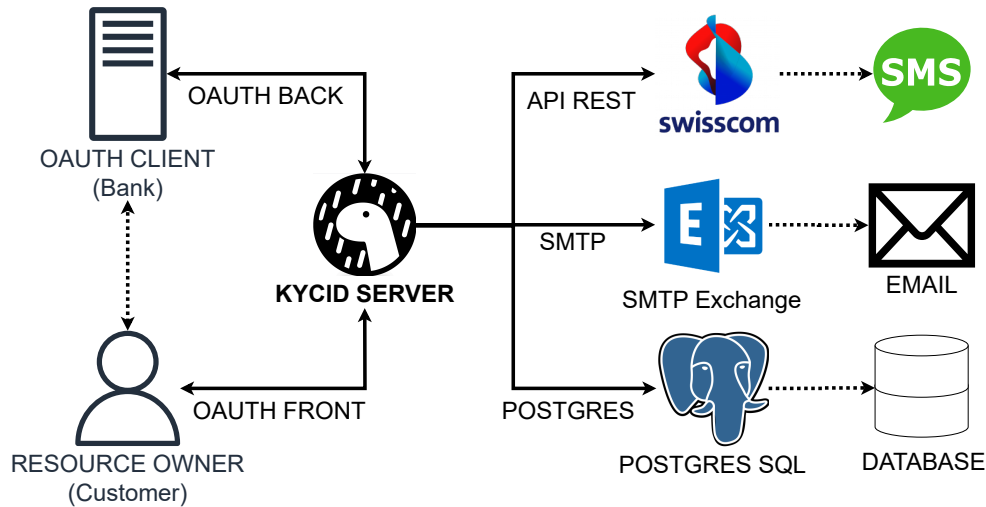 OAUTH BACK
API REST
swisscom
SMS
OAUTH CLIENT
(Bank)
E
SMTP
KYCID SERVER
SMTP Exchange
EMAIL
OAUTH FRONT
POSTGRES
RESOURCE OWNER
(Customer)
POSTGRES SQL
DATABASE